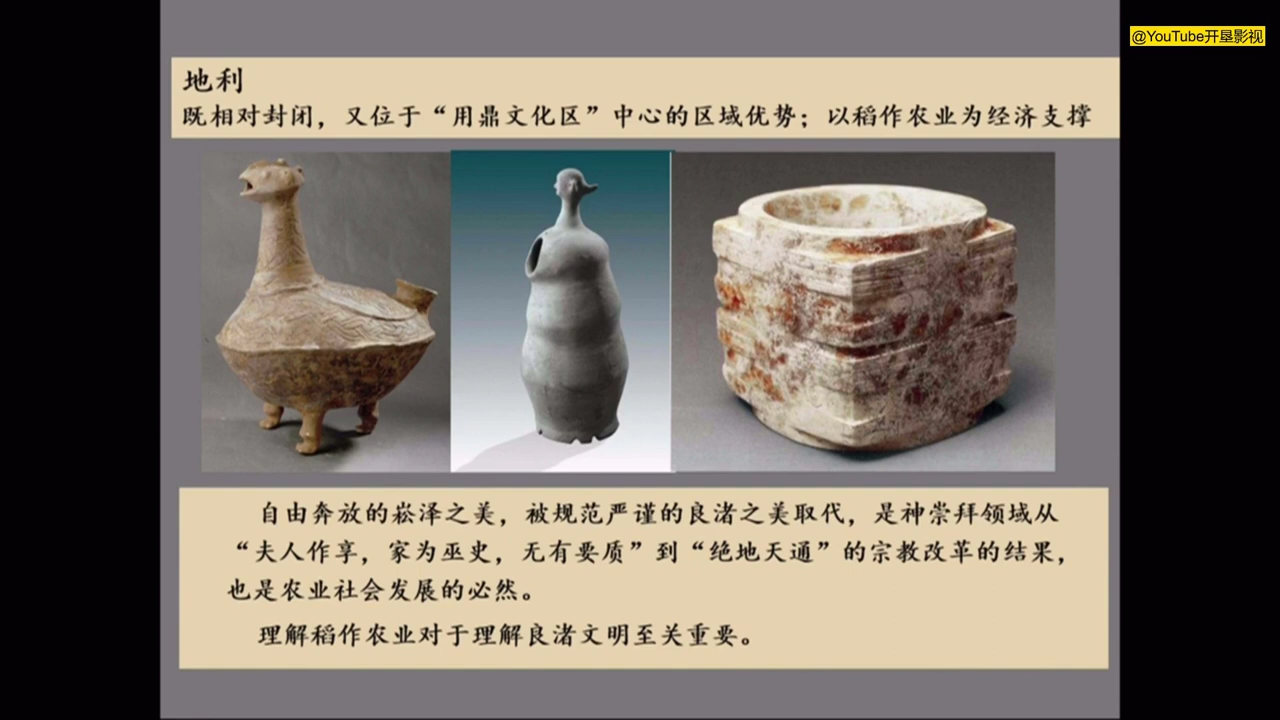 @YouTube开垦影视
地利
既相对封闭，又位于“用鼎文化区”中心的区域优势；以稻作农业为经济支撑
自由奔放的崧泽之美，被规范严谨的良渚之美取代，是神崇拜领域从
“夫人作享，家为巫史，无有要质”到“绝地天通”的宗教改革的结果，
也是农业社会发展的必然。
理解稻作农业对于理解良渚文明至关重要。